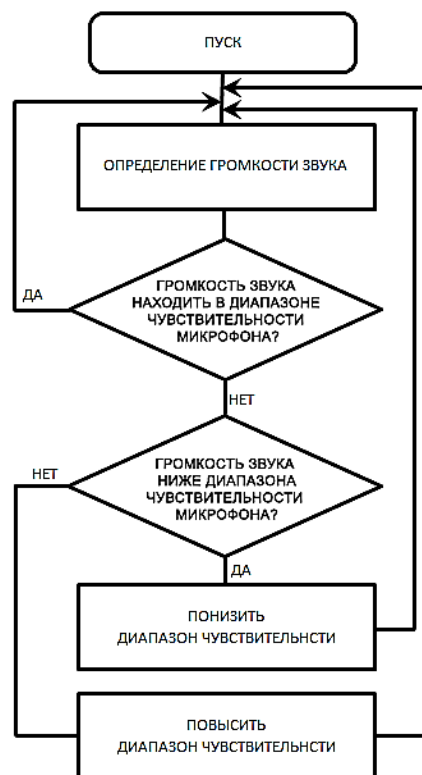 ПУСК
ОПРЕДЕЛЕНИЕ ГРОМКОСТИ ЗВУКА
ГРОМКОСТЬ ЗВУКА
НАХОДИТЬ В ДИАПАЗОНЕ
ЧУВСТВИТЕЛЬНОСТИ
МИКРОФОНА?
ДА
НЕТ
ГРОМКОСТЬ ЗВУКА
НИЖЕ ДИАПАЗОНА
ЧУВСТВИТЕЛЬНОСТИ
МИКРОФОНА?
НЕТ
ДА
ПОНИЗИТЬ
ДИАПАЗОН ЧУВСТВИТЕЛЬНСТИ
ПОВЫСИТЬ
ДИАПАЗОН ЧУВСТВИТЕЛЬНСТИ